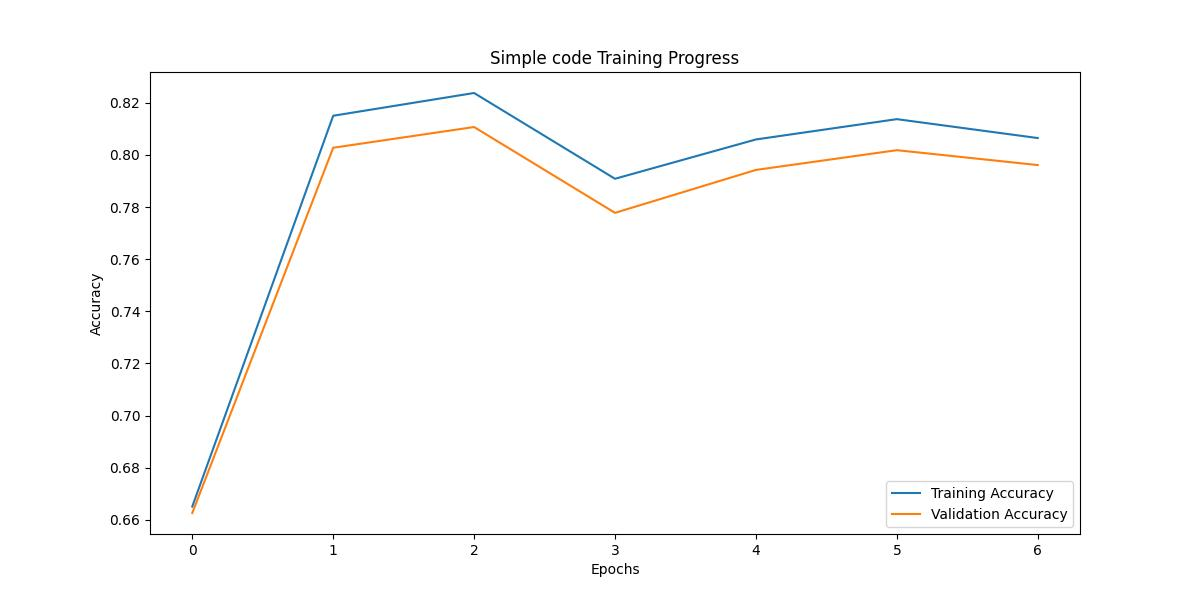 Simple code Training Progress
0.82
0.80
0.78
0.76
0.74
0.72
0.70
0.68
0.66
Accuracy
0 1 2 3 4 5 6
Epochs
Training Accuracy
Validation Accuracy